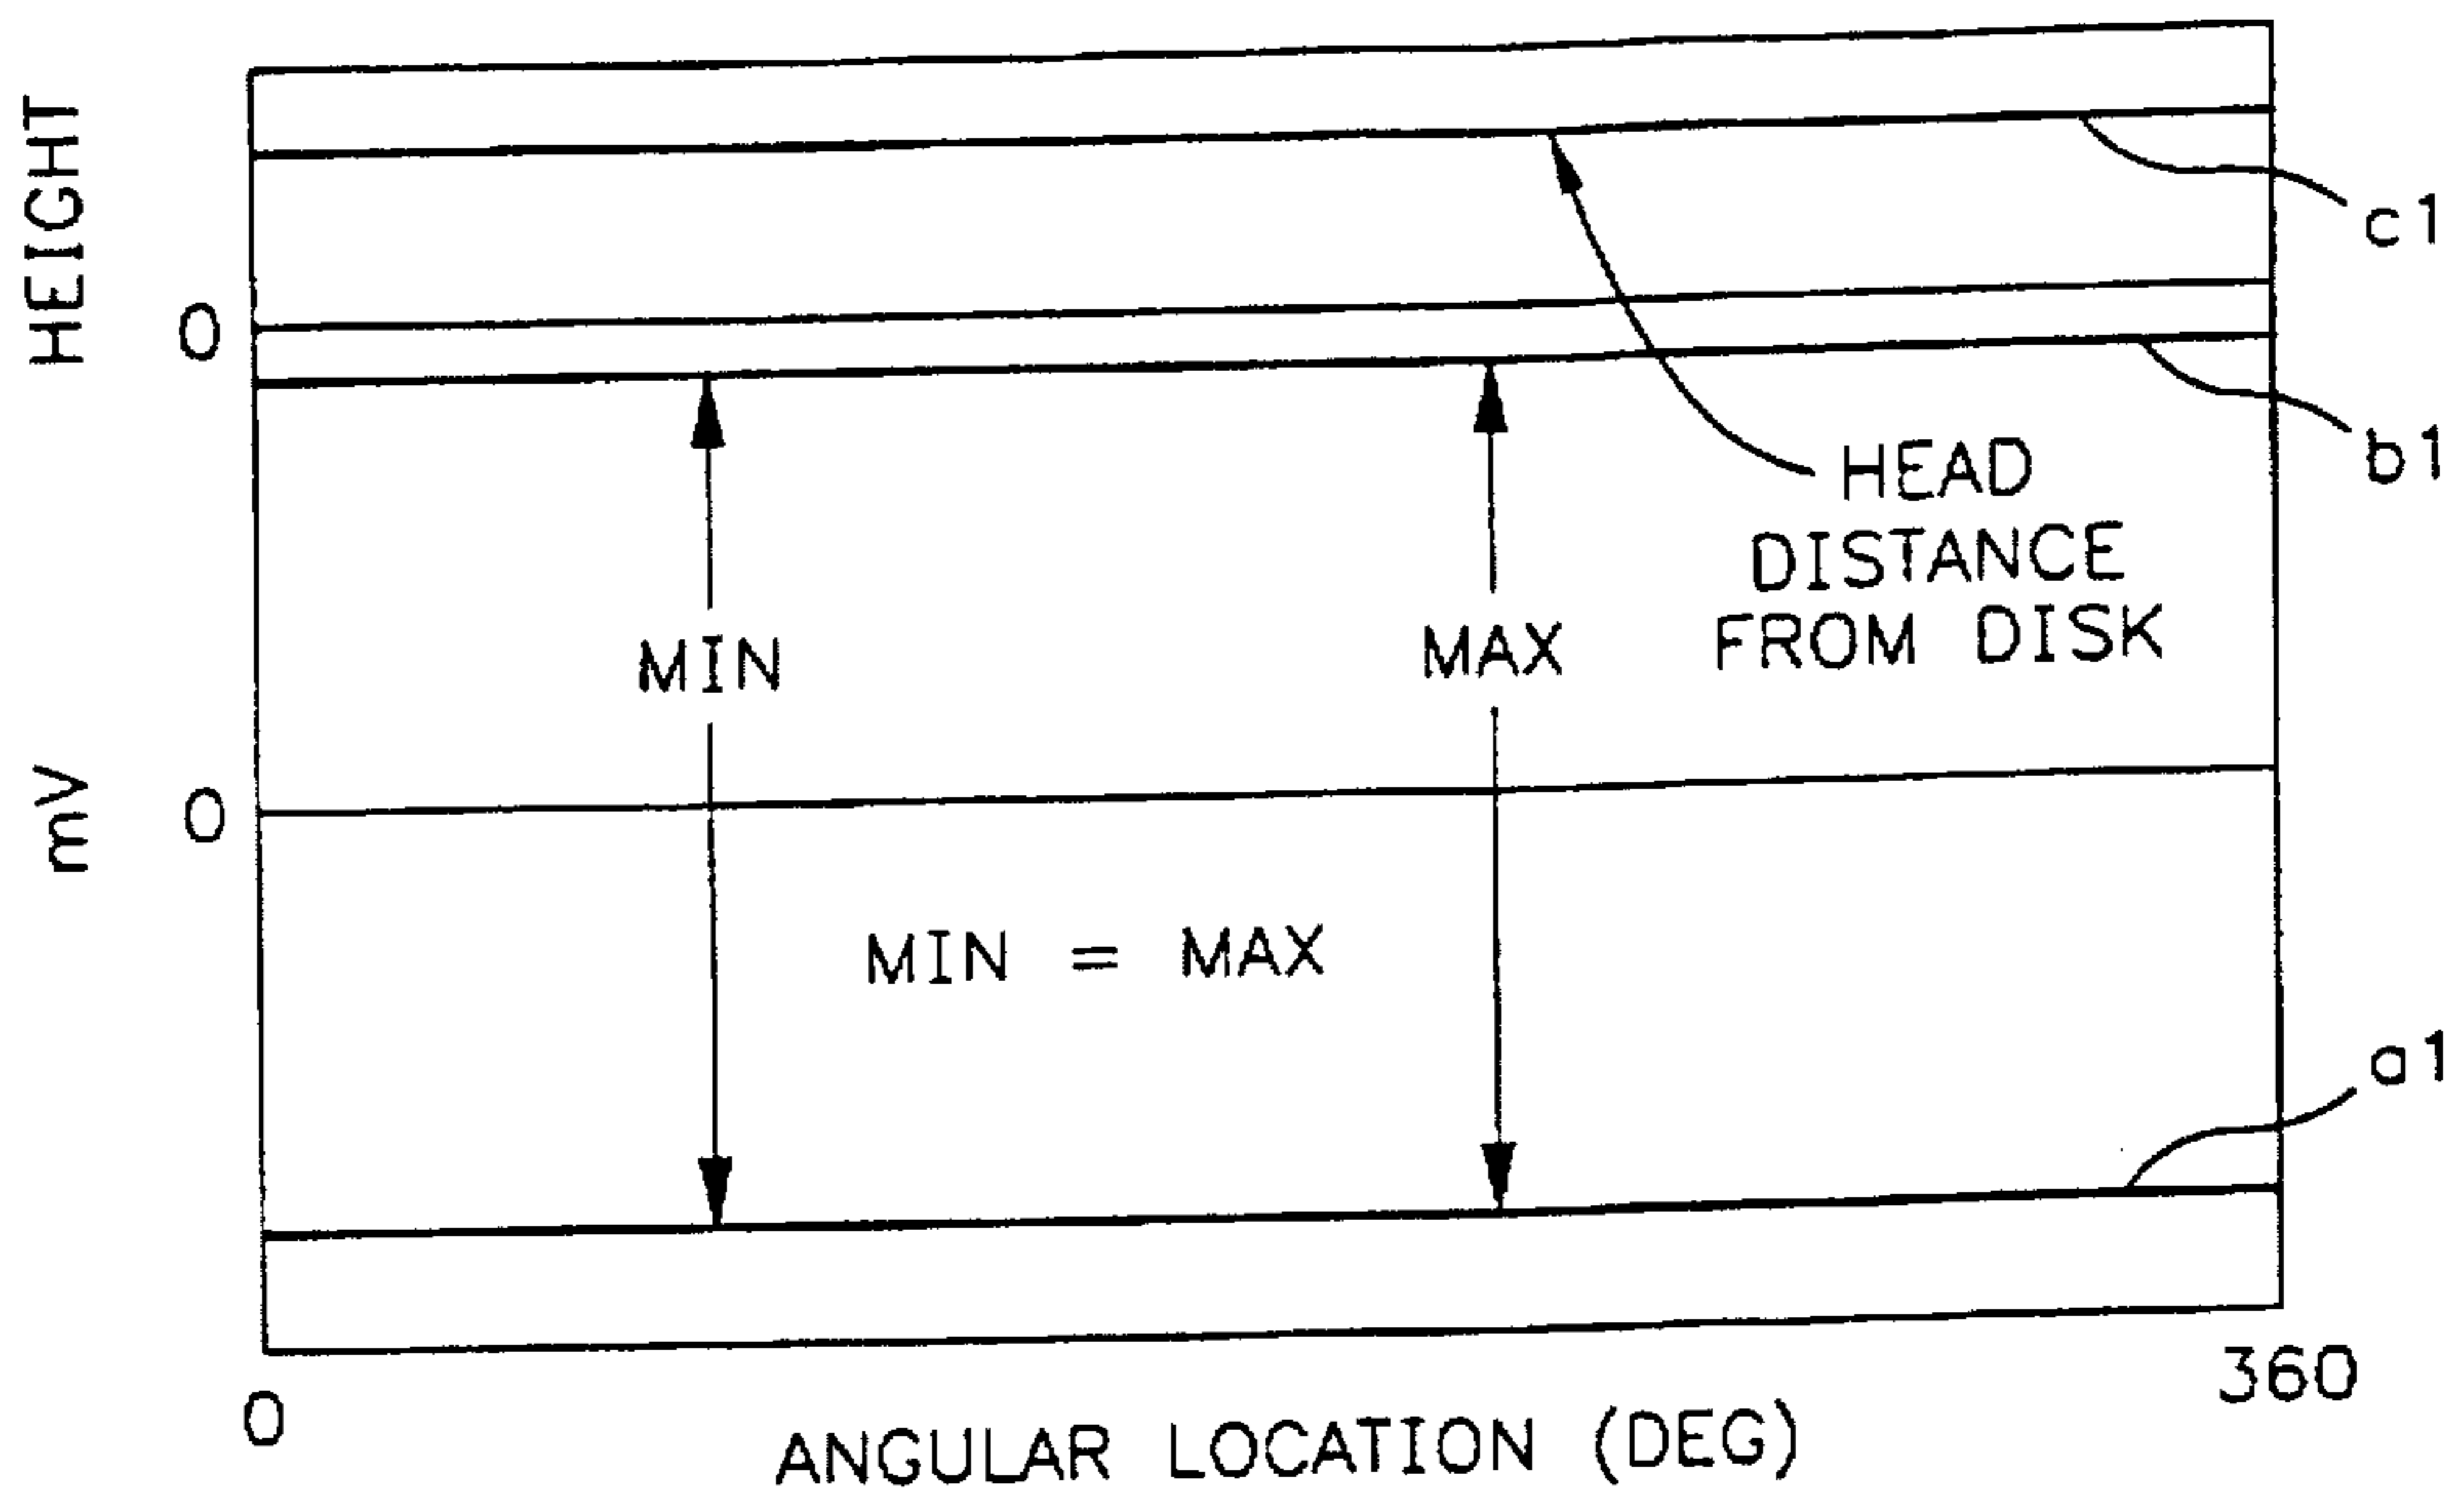 HEIGHT
c1
0
b1
HEAD
DISTANCE
FROM DISK
MIN
MAX
mV
0
MIN = MAX
a1
0
360
ANGULAR LOCATION (DEG)